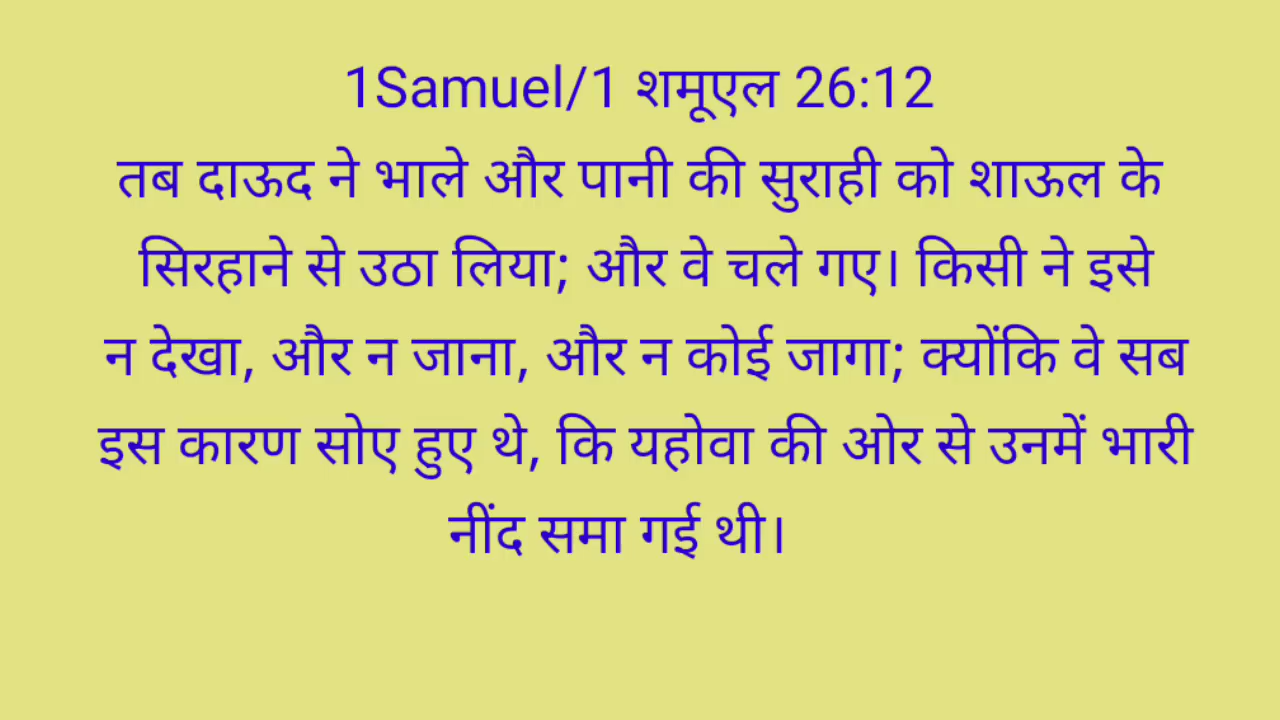 1Samuel/1 शमूएल 26:12
तब दाऊद ने भाले और पानी की सुराही को शाऊल के
सिरहाने से उठा लिया; और वे चले गए। किसी ने इसे
न देखा, और न जाना, और न कोई जागा; क्योंकि वे सब
इस कारण सोए हुए थे, कि यहोवा की ओर से उनमें भारी
नींद समा गई थी।